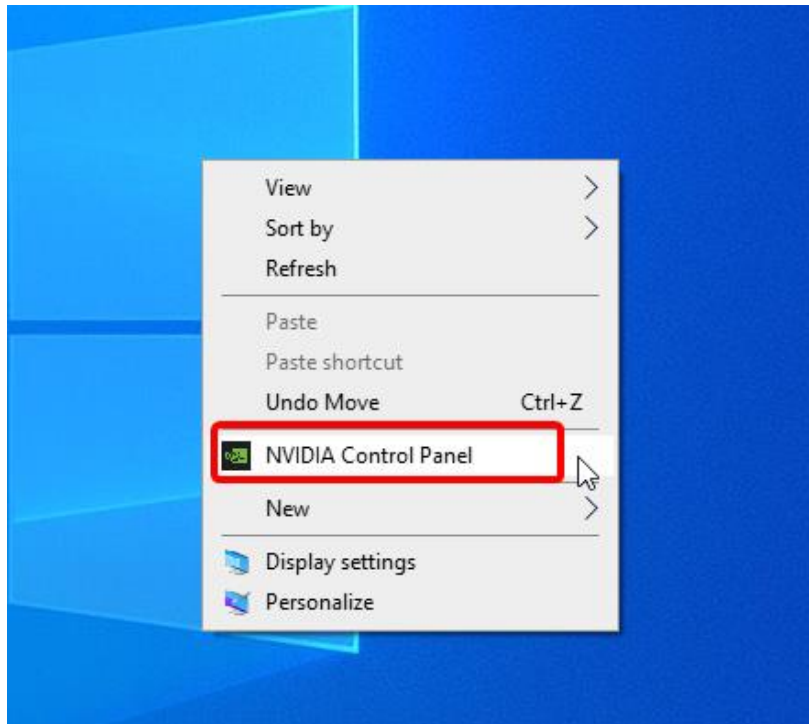 View
Sort by
Refresh
Paste
Paste shortcut
Undo Move Ctrl+Z
NVIDIA Control Panel
New
Display settings
Personalize